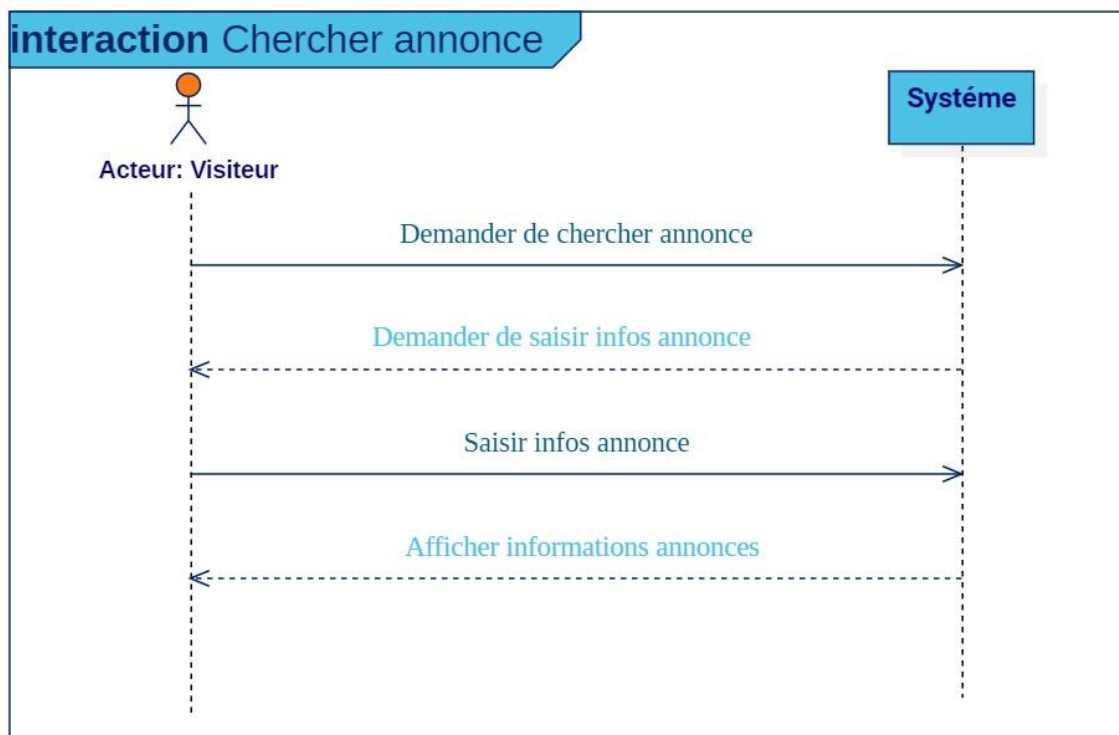 interaction Chercher annonce
Systéme
Acteur: Visiteur
Demander de chercher annonce
Demander de saisir infos annonce
Saisir infos annonce
Afficher informations annonces